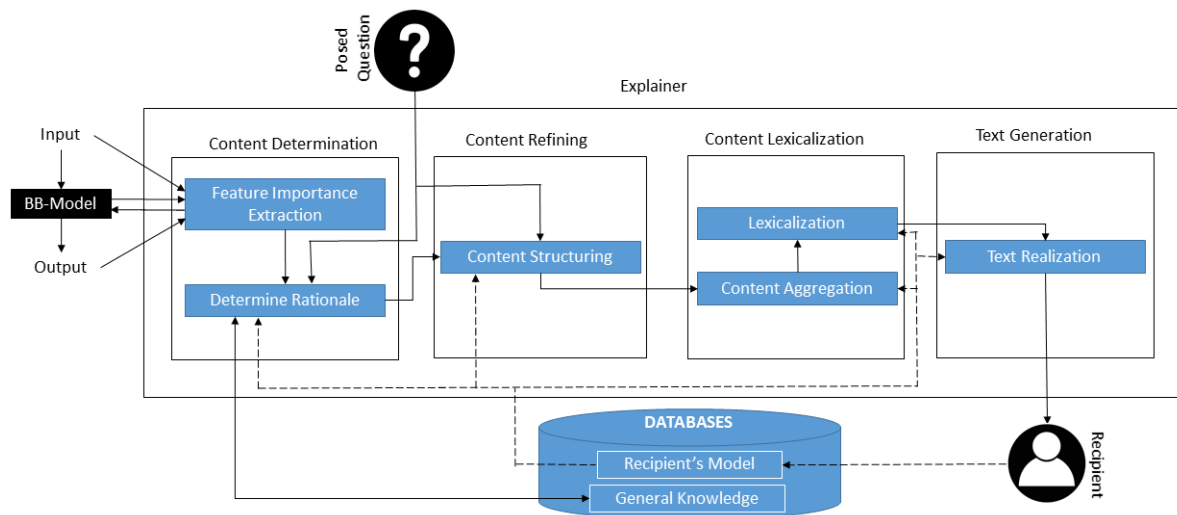 Posed
Question
?
Explainer
Input
BB-Model
Output
Content Determination
Feature Importance
Extraction
Determine Rationale
Content Refining
Content Structuring
Content Lexicalization
Lexicalization
Content Aggregation
Text Generation
Text Realization
DATABASES
Recipient's Model
General Knowledge
Recipient